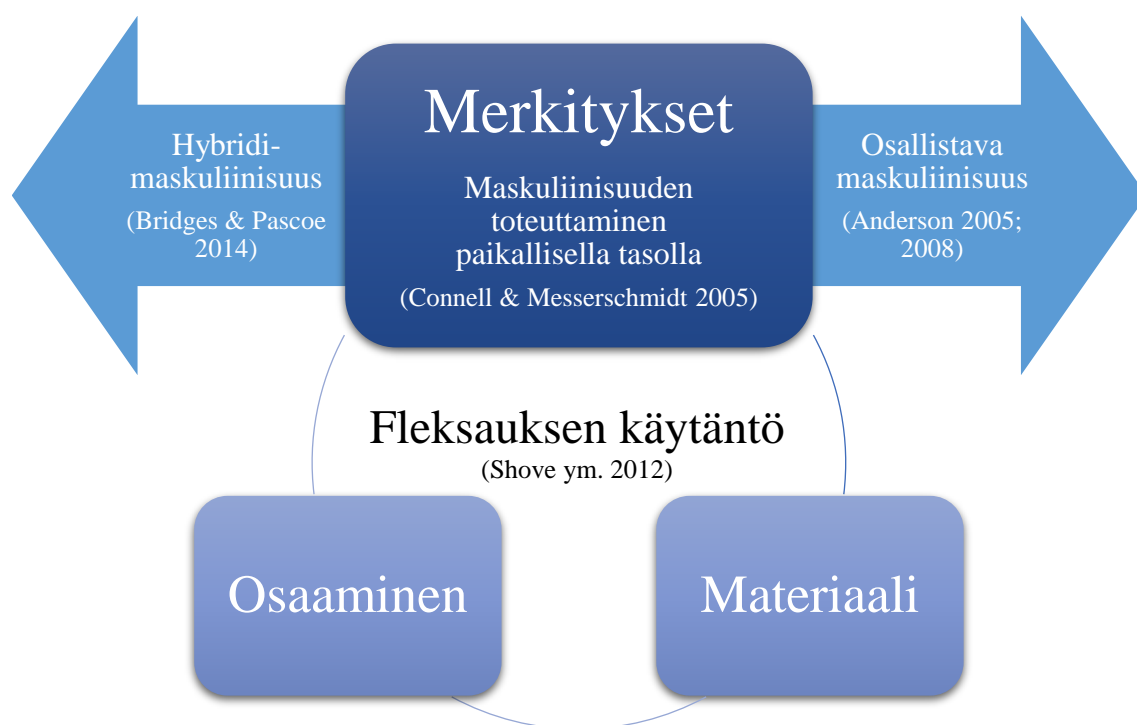 Merkitykset
Maskuliinisuuden
toteuttaminen
paikallisella tasolla
(Connell & Messerschmidt 2005)
Hybridi-
maskuliinisuus
(Bridges & Pascoe
2014)
Osallistava
maskuliinisuus
(Anderson 2005;
2008)
Fleksauksen käytäntö
(Shove ym. 2012)
Osaaminen
Materiaali